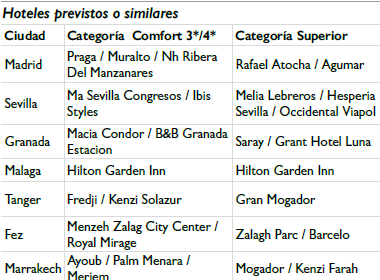 Hoteles previstos o similares
Ciudad Categoría Comfort 3*/4* Categoría Superior
Madrid Praga / Muralto / Nh Ribera Del Manzanares Rafael Atocha / Agumar
Sevilla Ma Sevilla Congresos / Ibis Styles Melia Lebreros / Hesperia Sevilla / Occidental Viapol
Granada Macia Condor / B&B Granada Estacion Saray / Grant Hotel Luna
Malaga Hilton Garden Inn Hilton Garden Inn
Tanger Fredji / Kenzi Solazur Gran Mogador
Fez Menzeh Zalag City Center / Royal Mirage Zalagh Parc / Barcelo
Marrakech Ayoub / Palm Menara / Meriem Mogador / Kenzi Farah